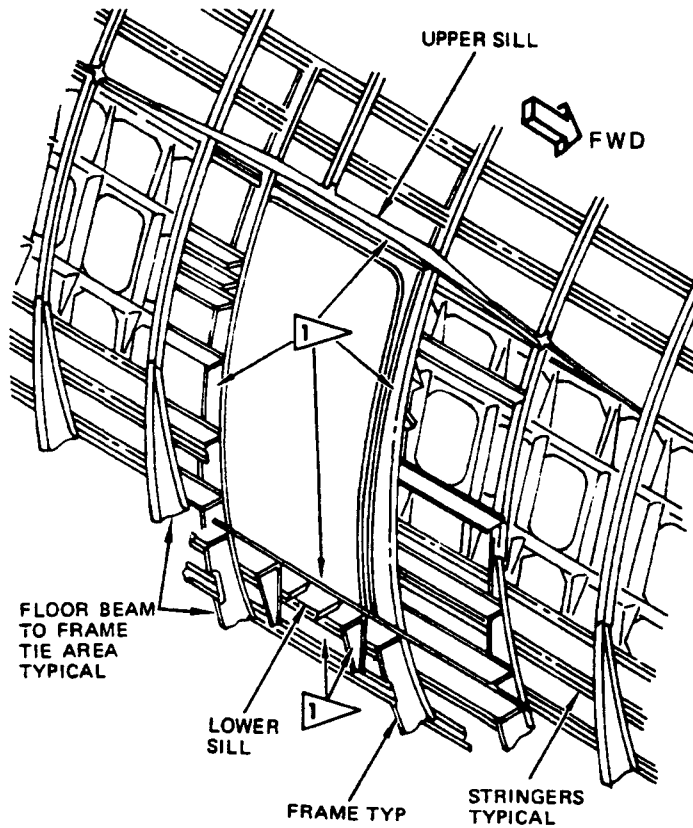 UPPER SILL
FWD
1
FLOOR BEAM
TO FRAME
TIE AREA
TYPICAL
1
LOWER
SILL
FRAME TYP
STRINGERS
TYPICAL